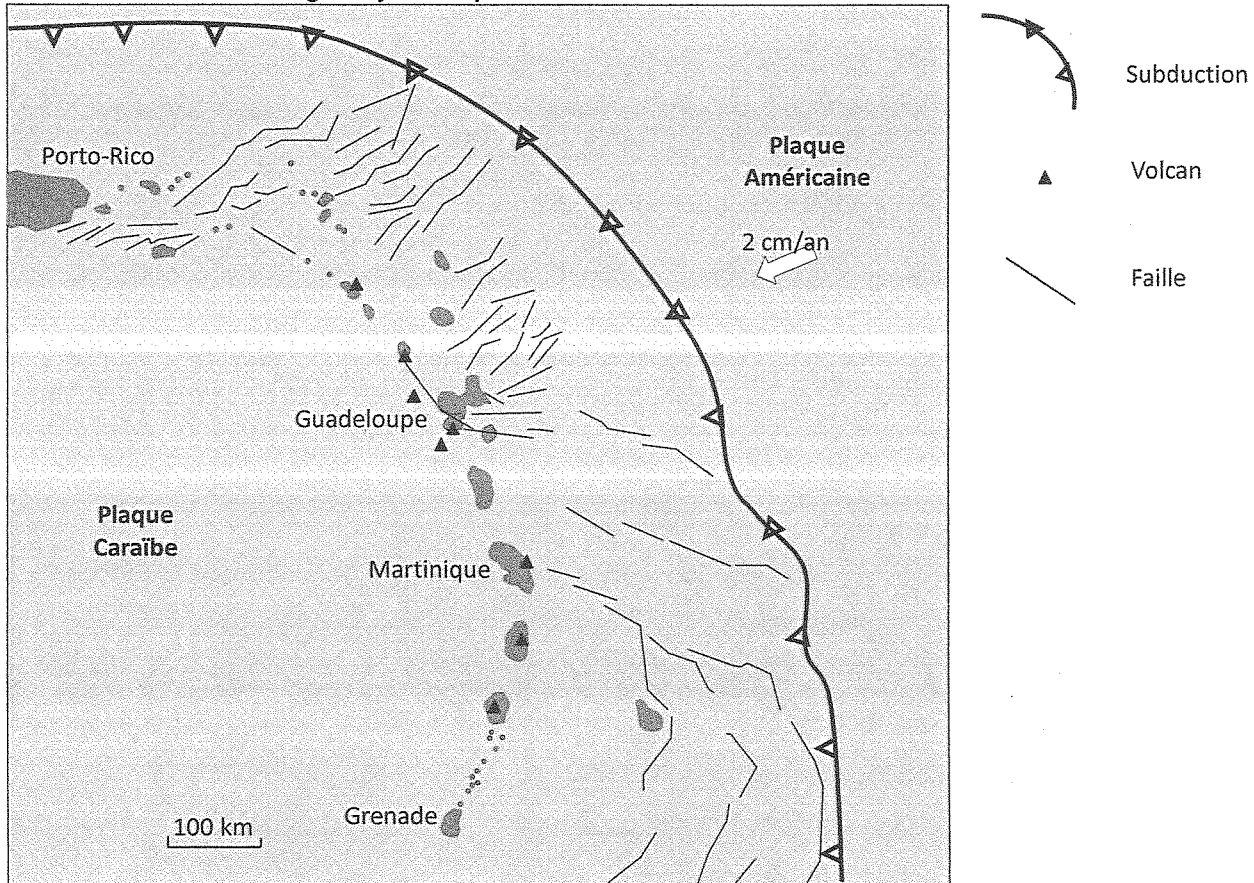 Porto-Rico
Plaque
Américaine
2 cm/an
Guadeloupe
Plaque
Caraïbe
Martinique
Grenade
100 km
Subduction
Volcan
Faille